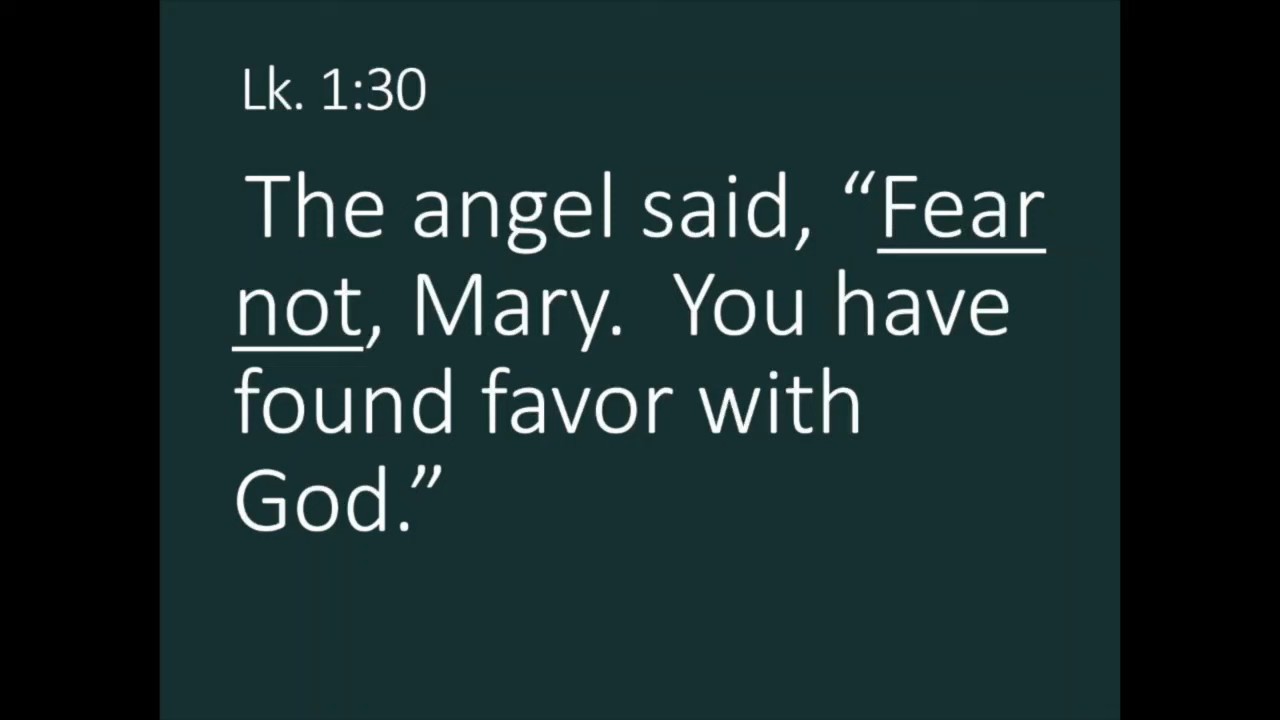 Lk. 1:30
The angel said, “Fear
not, Mary.  You have
found favor with
God.”